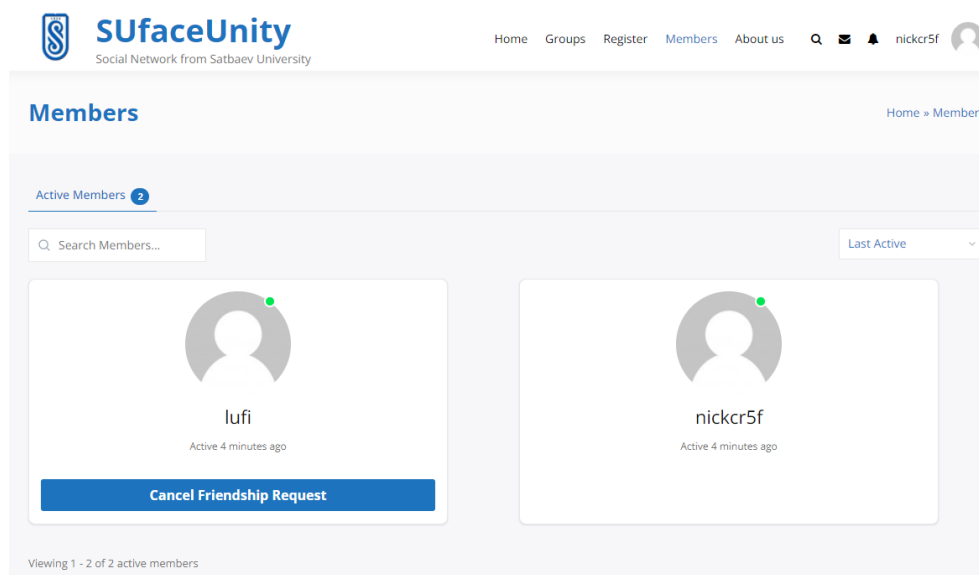 SUfaceUnity
Social Network from Satbaev University
Home Groups Register Members About us nickcr5f
Members
Home » Member
Active Members 2
Search Members...
Last Active
lufi
nickcr5f
Active 4 minutes ago
Active 4 minutes ago
Cancel Friendship Request
Viewing 1 - 2 of 2 active members